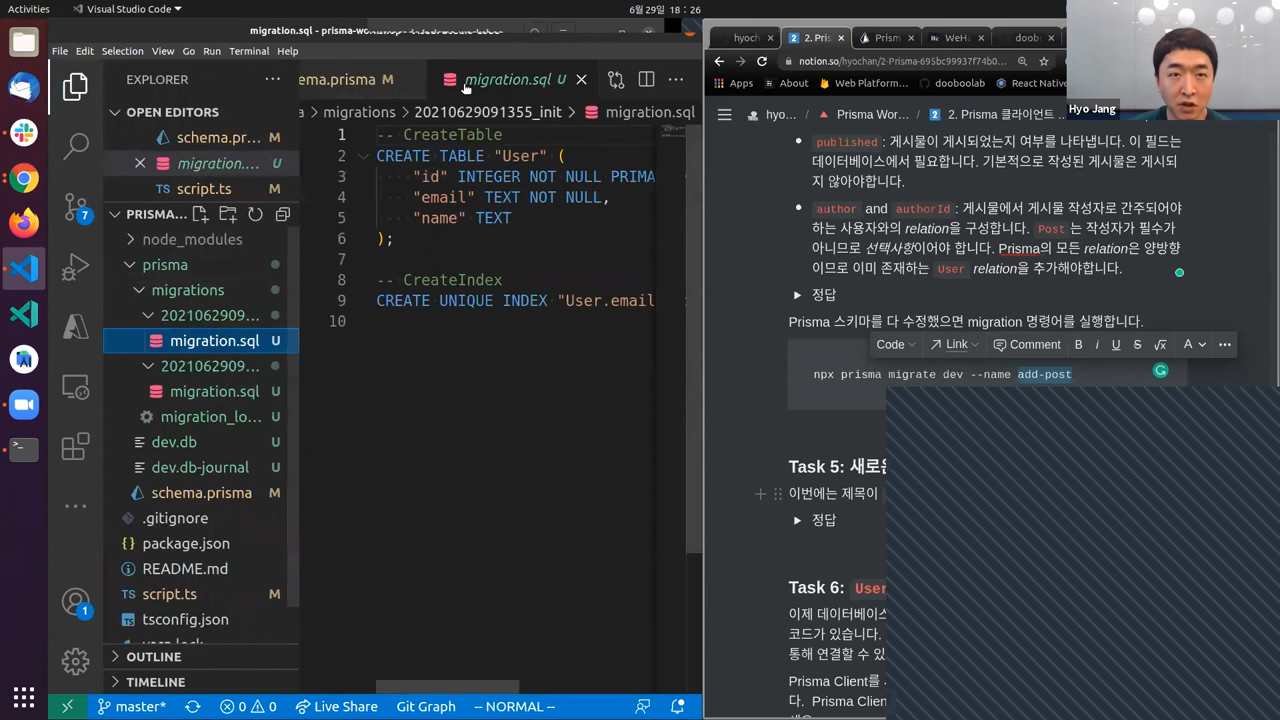 Activities
Visual Studio Code
6월 29일 18 : 26
migration.sql - prisma-wo
File Edit Selection View Go Run Terminal Help
EXPLORER
OPEN EDITORS
schema.pr...
migration.... U
script.ts
PRISMA...
node_modules
prisma
migrations
2021062909...
migration.sql U
2021062909...
migration.sql U
migration_lo... U
dev.db U
dev.db-journal U
schema.prisma M
.gitignore
package.json
README.md
script.ts M
tsconfig.json
OUTLINE
TIMELINE
7
1
ema.prisma M
migration.sql U
migrations 20210629091355_init migration.sql
1 -- CreateTable
2 CREATE TABLE "User" (
3 "id" INTEGER NOT NULL PRIMA
4 "email" TEXT NOT NULL,
5 "name" TEXT
6 );
7
8 -- CreateIndex
9 CREATE UNIQUE INDEX "User.email
10
master* 0 0 Live Share Git Graph -- NORMAL --
hyoch 2. Pris Prism WeHa doob
notion.so/hyochan/2-Prisma-695bc99937f74b0...
Apps About Web Platform... dooboolab
hyo... Prisma Wor... 2. Prisma 클라이언트
Hyo Jang
published : 게시물이 게시되었는지 여부를 나타냅니다. 이 필드는
데이터베이스에서 필요합니다. 기본적으로 작성된 게시물은 게시되
지 않아야합니다.
author and authorId : 게시물에서 게시물 작성자로 간주되어야
하는 사용자와의 relation을 구성합니다. Post 는 작성자가 필수가
아니므로 선택사항이어야 합니다. Prisma의 모든 relation은 양방향
이므로 이미 존재하는 User relation을 추가해야합니다.
정답
Prisma 스키마를 다 수정했으면 migration 명령어를 실행합니다.
Code Link Comment B i U S √x A
npx prisma migrate dev --name add-post
Task 5: 새로운
이번에는 제목이
정답
Task 6: User
이제 데이터베이스
코드가 있습니다.
통해 연결할 수 있
Prisma Client를
다. Prisma Clien